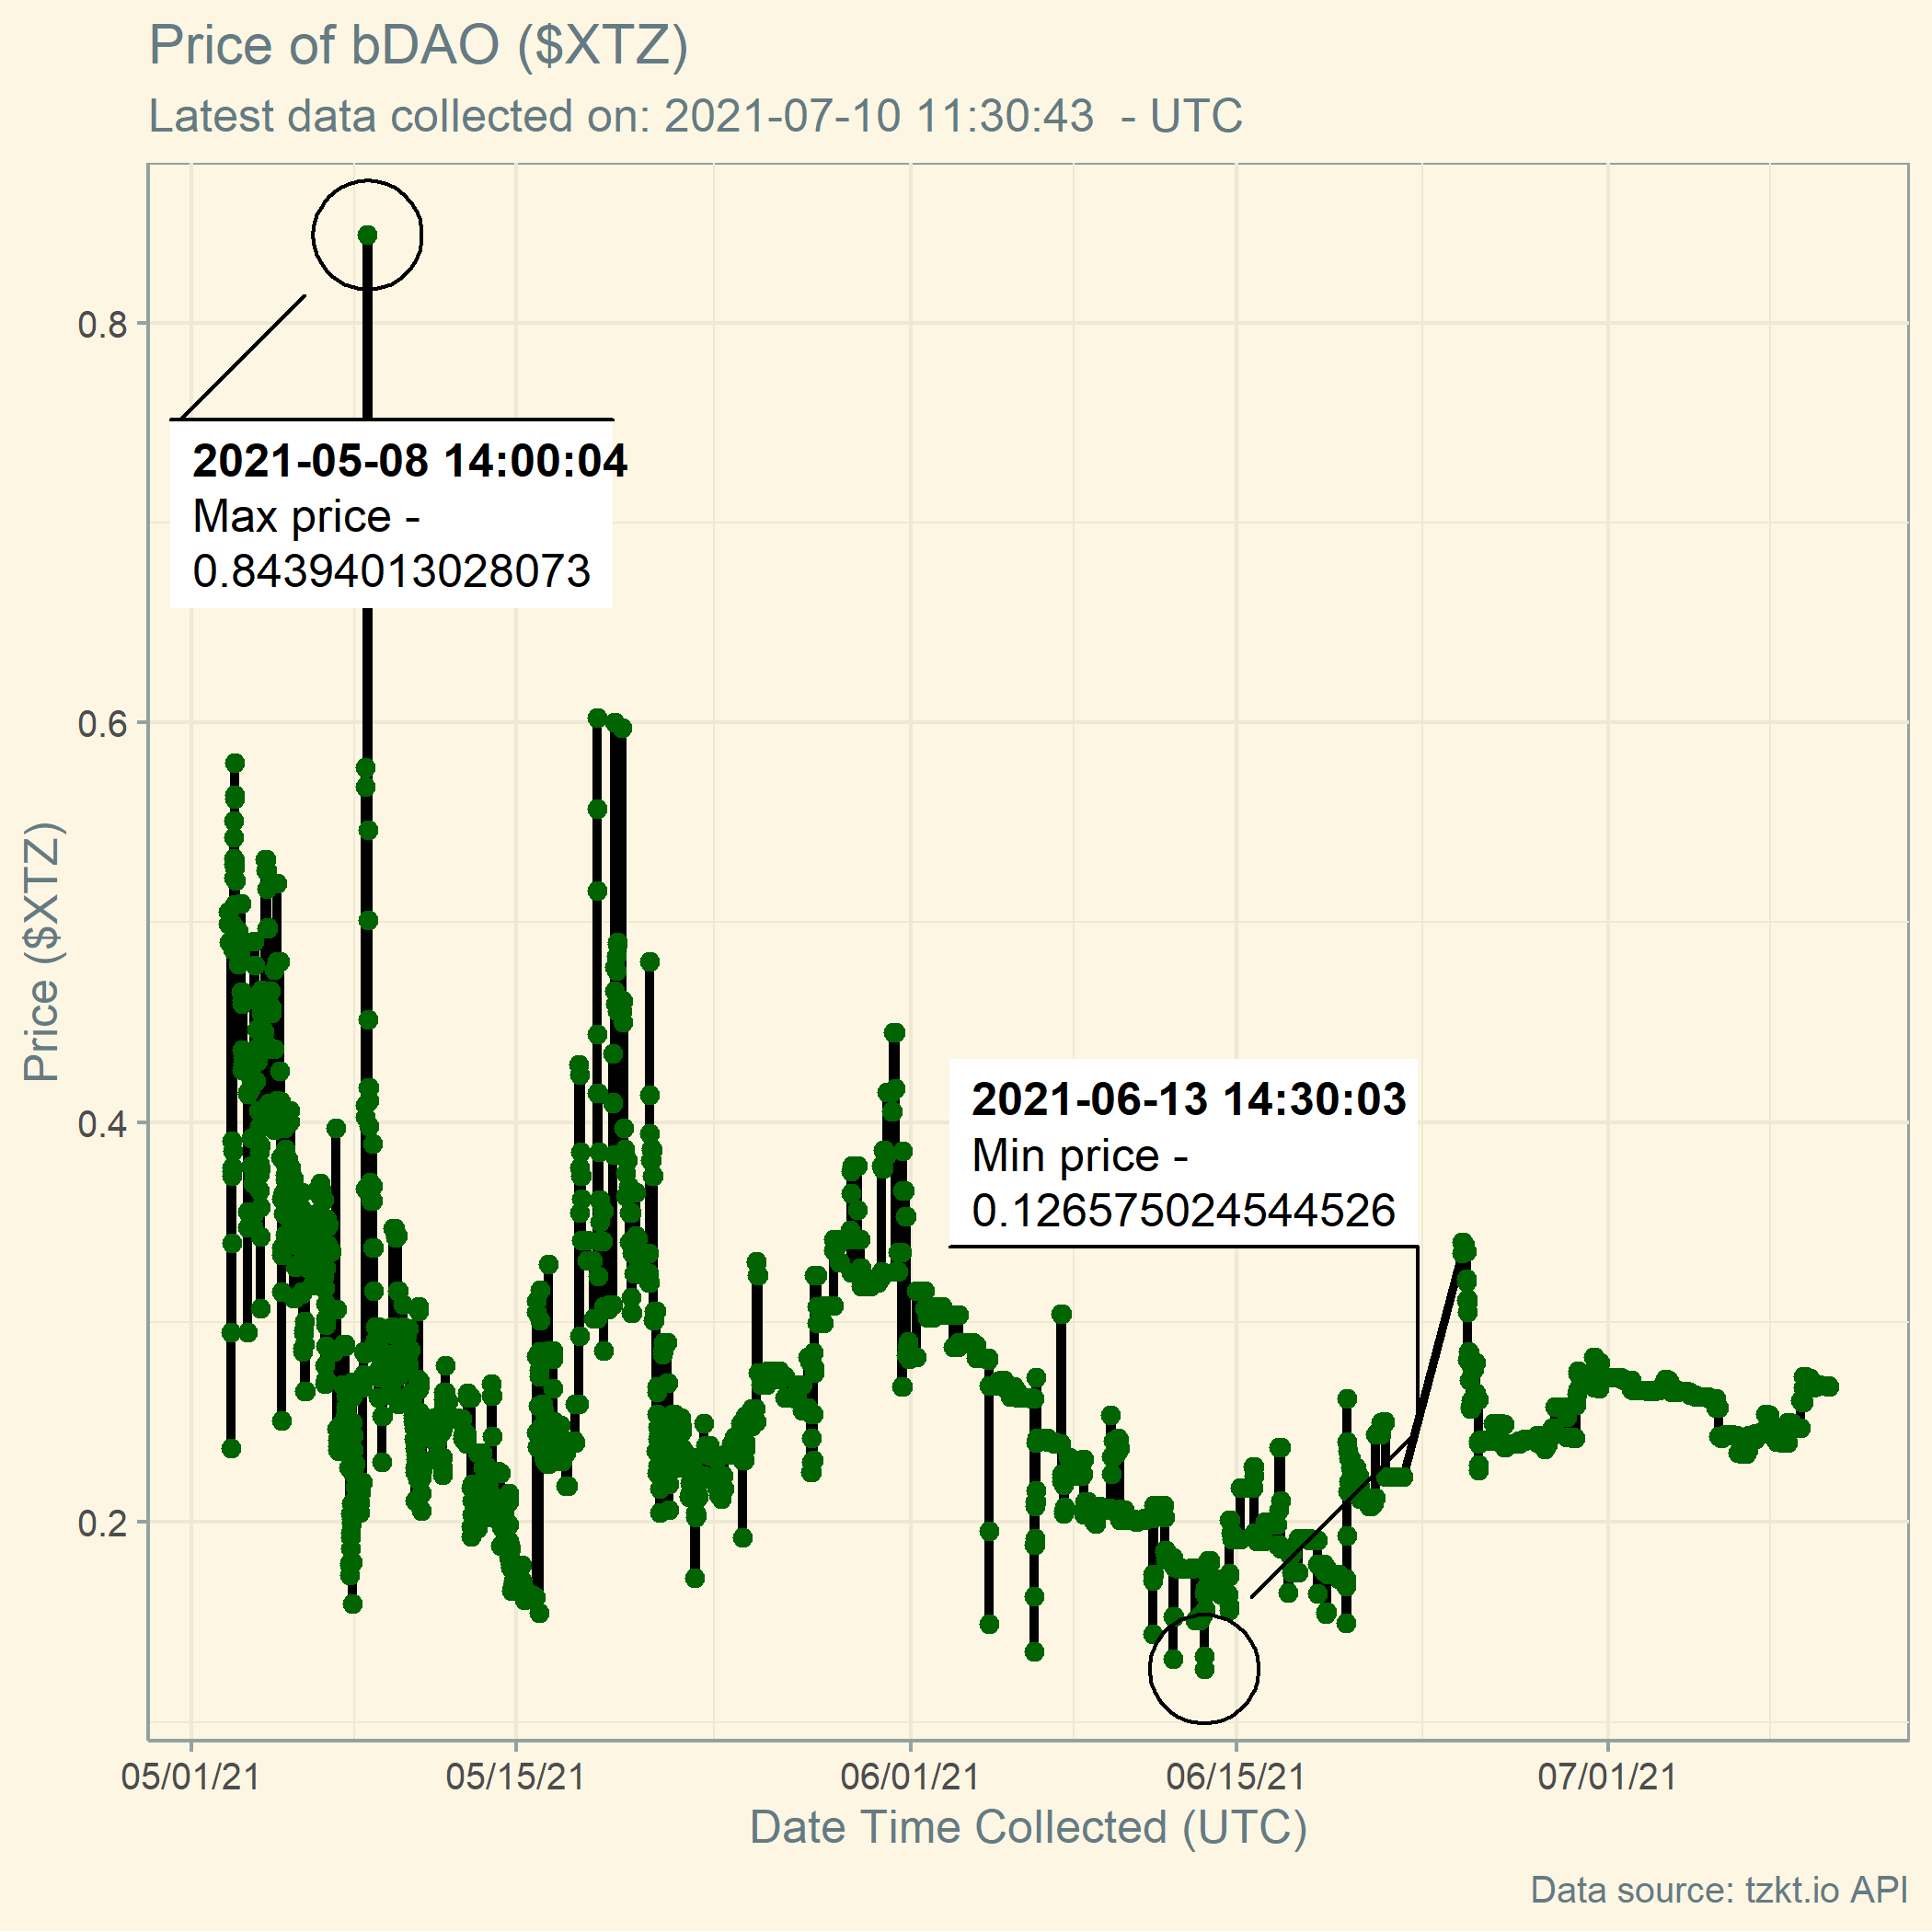 Price of bDAO ($XTZ)
Latest data collected on: 2021-07-10 11:30:43  - UTC
0.8
2021-05-08 14:00:04
Max price -
0.84394013028073
0.6
Price ($XTZ)
2021-06-13 14:30:03
Min price -
0.126575024544526
0.4
0.2
05/01/21
05/15/21
06/01/21
06/15/21
07/01/21
Date Time Collected (UTC)
Data source: tzkt.io API